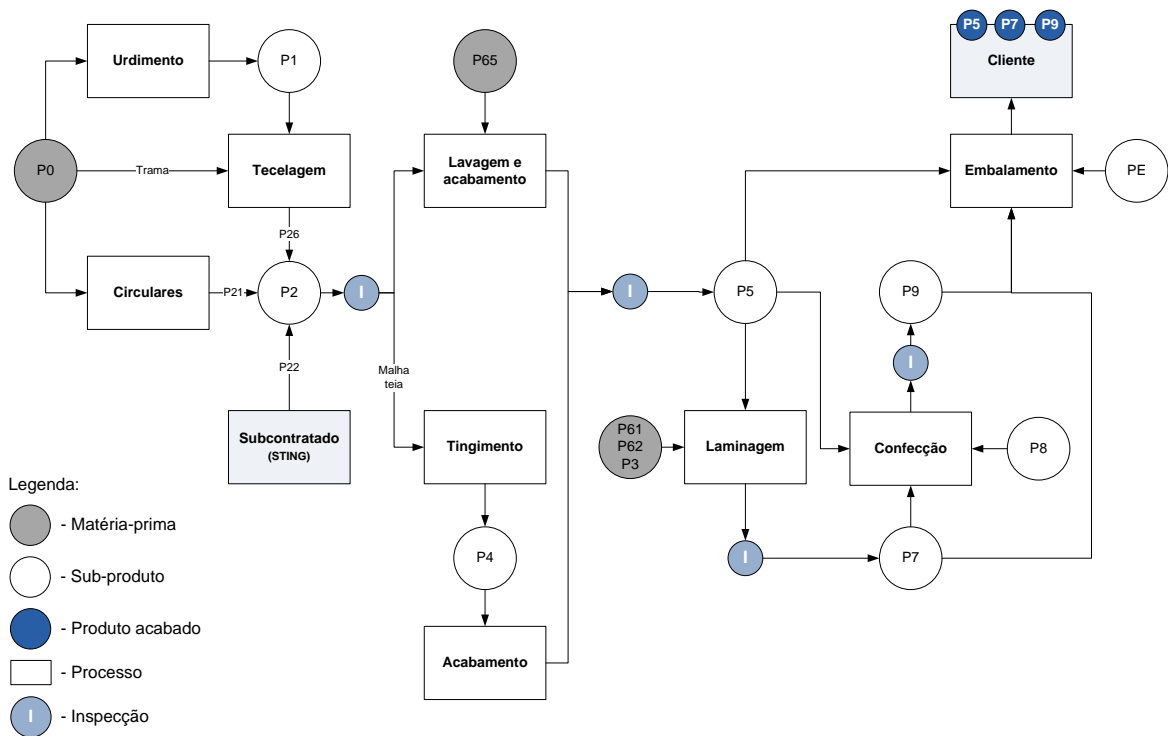 P5 P7 P9
Cliente
Urdimento
P1
P65
P0
Trama
Tecelagem
Lavagem e
acabamento
Embalamento
PE
P26
Circulares
P21
P2
I
I
P5
P9
P22
Malha
teia
I
Subcontratado
(STING)
Tingimento
P61
P62
P3
Laminagem
Confecção
P8
Legenda:
- Matéria-prima
- Sub-produto
- Produto acabado
- Processo
I - Inspecção
P4
I
P7
Acabamento